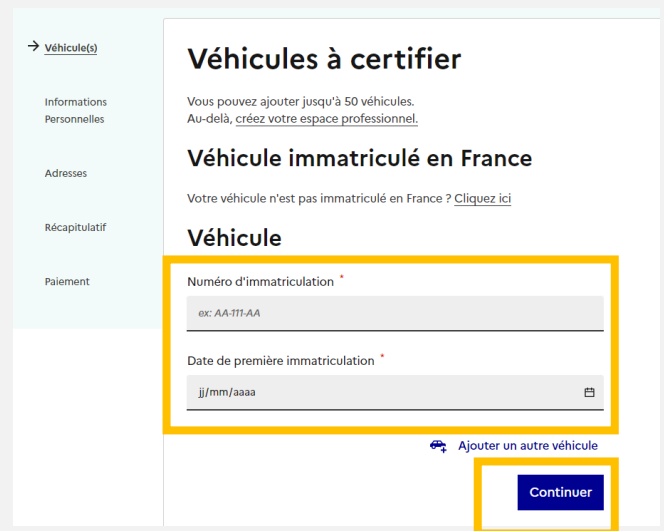 Véhicule(s)
Informations
Personnelles
Adresses
Récapitulatif
Paiement
Véhicules à certifier
Vous pouvez ajouter jusqu'à 50 véhicules.
Au-delà, créez votre espace professionnel.
Véhicule immatriculé en France
Votre véhicule n'est pas immatriculé en France ? Cliquez ici
Véhicule
Numéro d'immatriculation *
ex: AA-111-AA
Date de première immatriculation *
jj/mm/aaaa
Ajouter un autre véhicule
Continuer